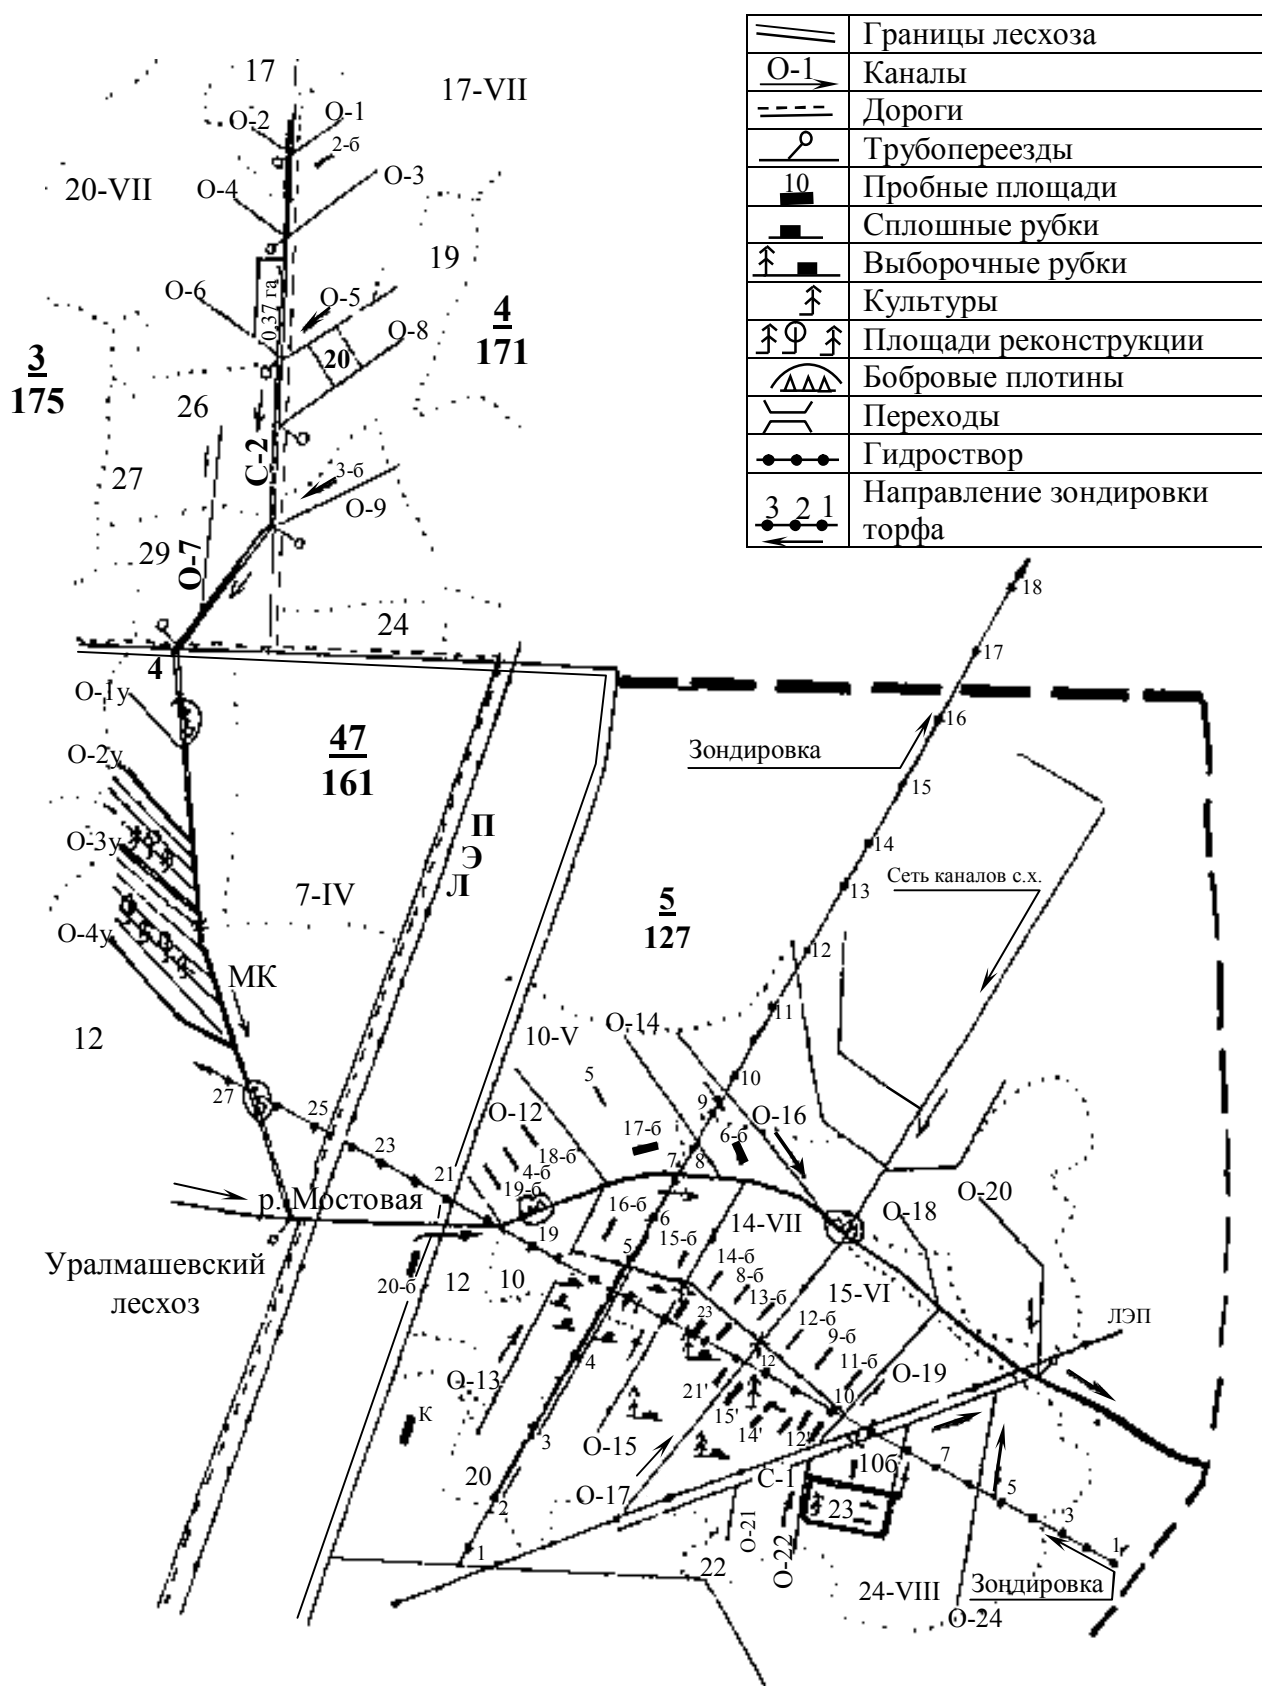 Границы лесхоза
О-1 Каналы
Дороги
Трубопереезды
10 Пробные площади
Сплошные рубки
Выборочные рубки
Культуры
Площади реконструкции
Бобровые плотины
Переходы
Гидроствор
3 2 1 Направление зондировки
торфа
17
17-VII
О-2
О-1
2-б
20-VII
О-4
О-3
19
О-6
0,37 га
О-5
О-8
20
4
171
3
175
26
27
С-2
3-б
О-9
29
О-7
24
4
О-1у
О-2у
О-3у
О-4у
47
161
П
Э
Л
7-IV
МК
12
18
17
16
Зондировка
15
14
13
Сеть каналов с.х.
5
127
12
11
10-V
О-14
5
10
9
О-16
О-12
17-б
6-б
27
25
23
21
18-б
4-б
19-б
7
8
р. Мостовая
16-б
6
15-б
14-VII
О-18
О-20
19
5
14-б
8-б
13-б
15-VI
Уралмашевский
лесхоз
20-б
12
10
23
12-б
9-б
11-б
ЛЭП
4
12
О-13
21'
15'
14'
12'
10
О-19
К
3
О-15
10б
7
20
2
О-17
С-1
23
5
3
1
1
О-21
О-22
22
24-VIII
Зондировка
О-24